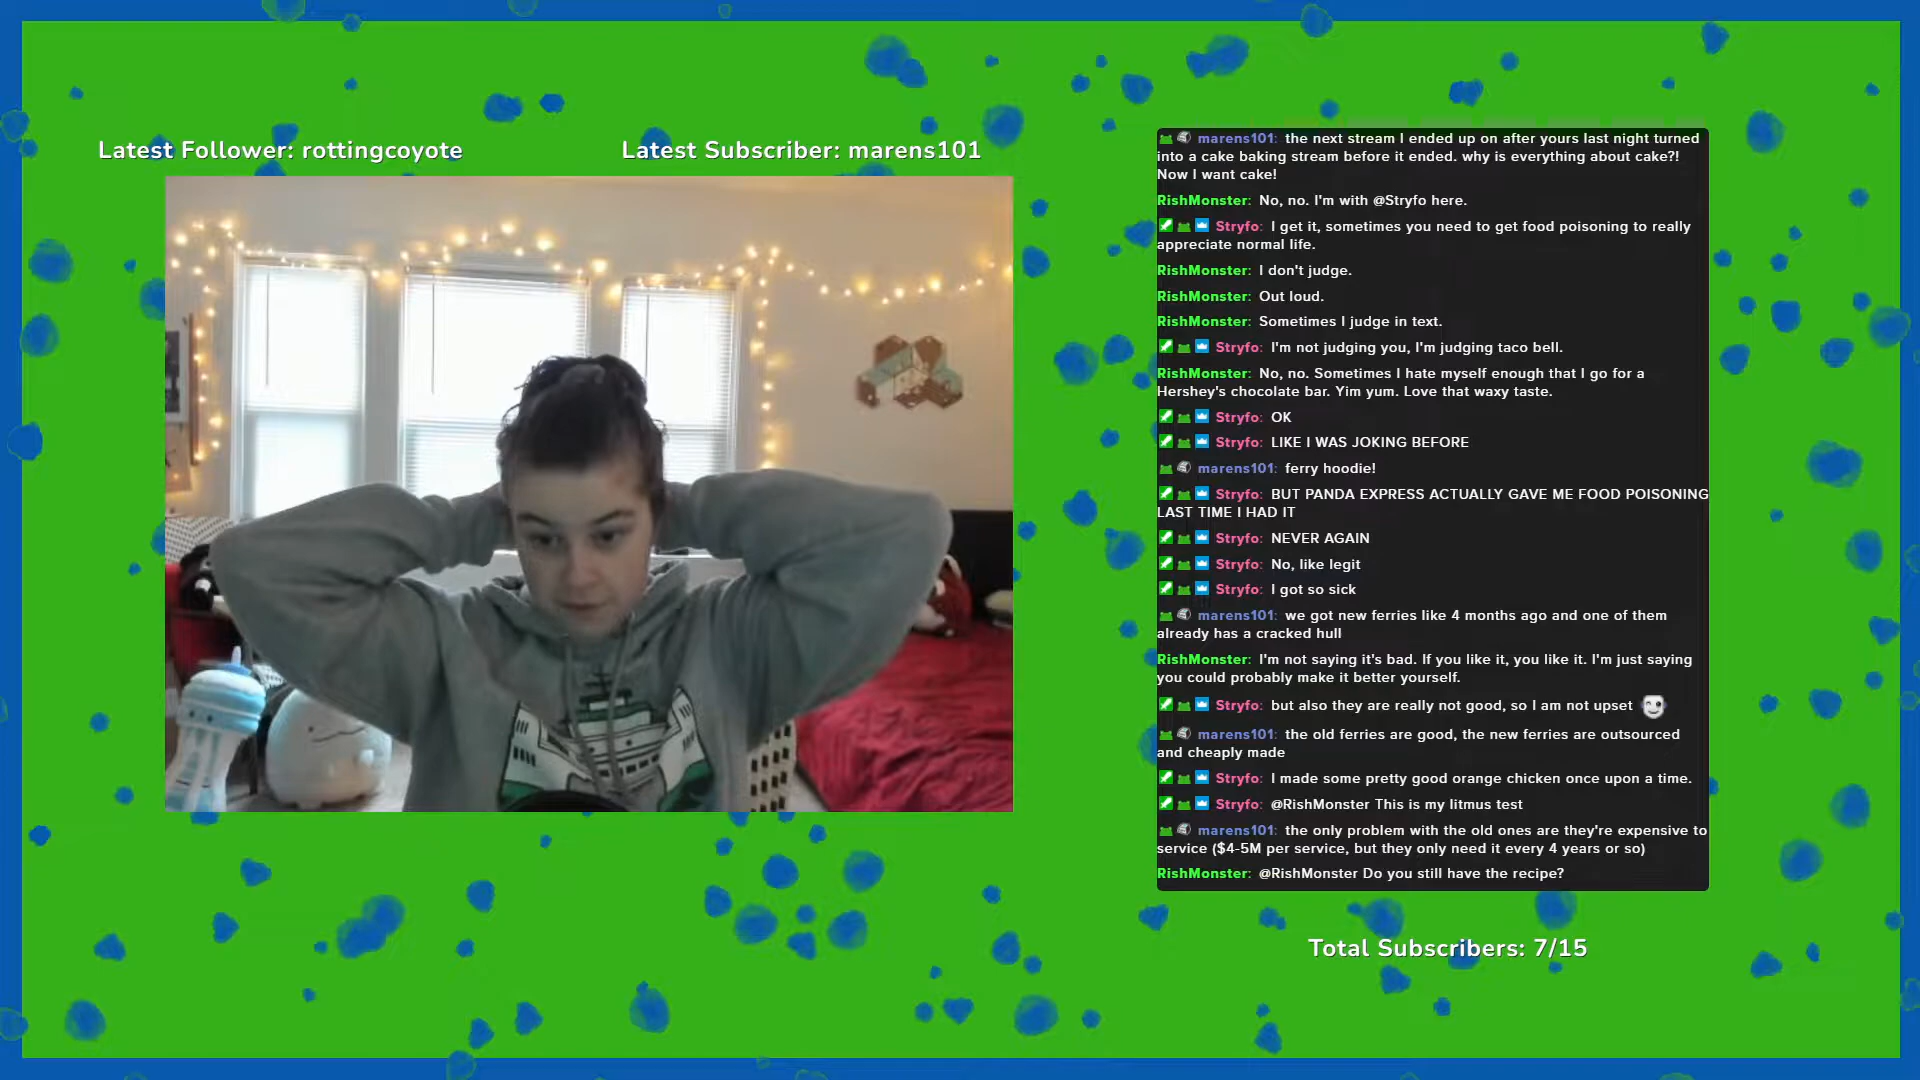 Latest Follower: rottingcoyote
Latest Subscriber: marens101
marens101: the next stream I ended up on after yours last night turned
into a cake baking stream before it ended. why is everything about cake?!
Now I want cake!
RishMonster: No, no. I'm with @Stryfo here.
Stryfo: I get it, sometimes you need to get food poisoning to really
appreciate normal life.
RishMonster: I don't judge.
RishMonster: Out loud.
RishMonster: Sometimes I judge in text.
Stryfo: I'm not judging you, I'm judging taco bell.
RishMonster: No, no. Sometimes I hate myself enough that I go for a
Hershey's chocolate bar. Yim yum. Love that waxy taste.
Stryfo: OK
Stryfo: LIKE I WAS JOKING BEFORE
marens101: ferry hoodie!
Stryfo: BUT PANDA EXPRESS ACTUALLY GAVE ME FOOD POISONING
LAST TIME I HAD IT
Stryfo: NEVER AGAIN
Stryfo: No, like legit
Stryfo: I got so sick
marens101: we got new ferries like 4 months ago and one of them
already has a cracked hull
RishMonster: I'm not saying it's bad. If you like it, you like it. I'm just saying
you could probably make it better yourself.
Stryfo: but also they are really not good, so I am not upset
marens101: the old ferries are good, the new ferries are outsourced
and cheaply made
Stryfo: I made some pretty good orange chicken once upon a time.
Stryfo: @RishMonster This is my litmus test
marens101: the only problem with the old ones are they're expensive to
service ($4-5M per service, but they only need it every 4 years or so)
RishMonster: @RishMonster Do you still have the recipe?
Total Subscribers: 7/15